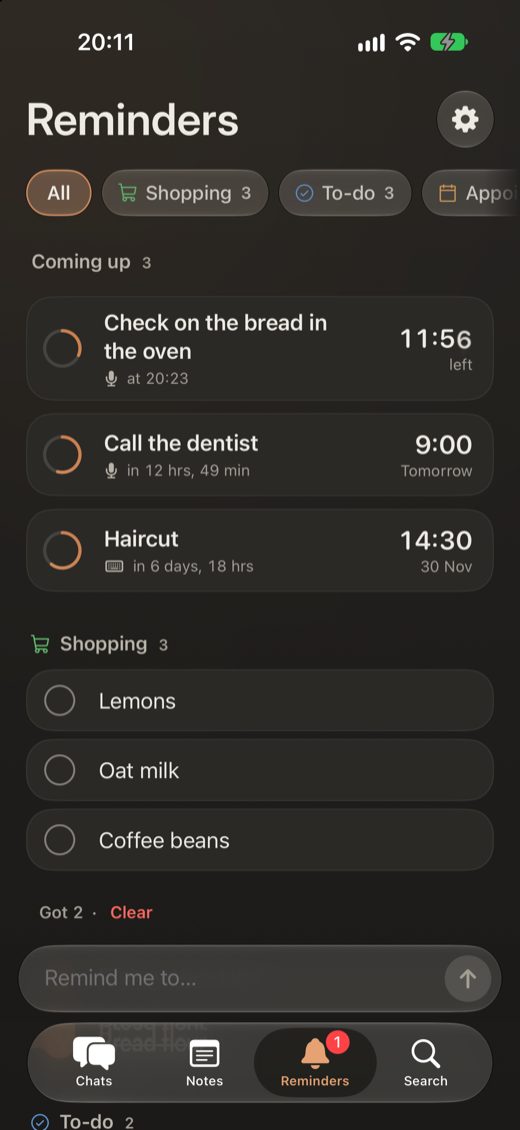 20:11
Reminders
All
Shopping 3
To-do 3
Coming up 3
Check on the bread in
the oven
at 20:23
11:56
left
Call the dentist
in 12 hrs, 49 min
9:00
Tomorrow
Haircut
in 6 days, 18 hrs
14:30
30 Nov
Shopping 3
Lemons
Oat milk
Coffee beans
Got 2 · Clear
Remind me to...
1
Chats
Notes
Reminders
Search
To-do 2